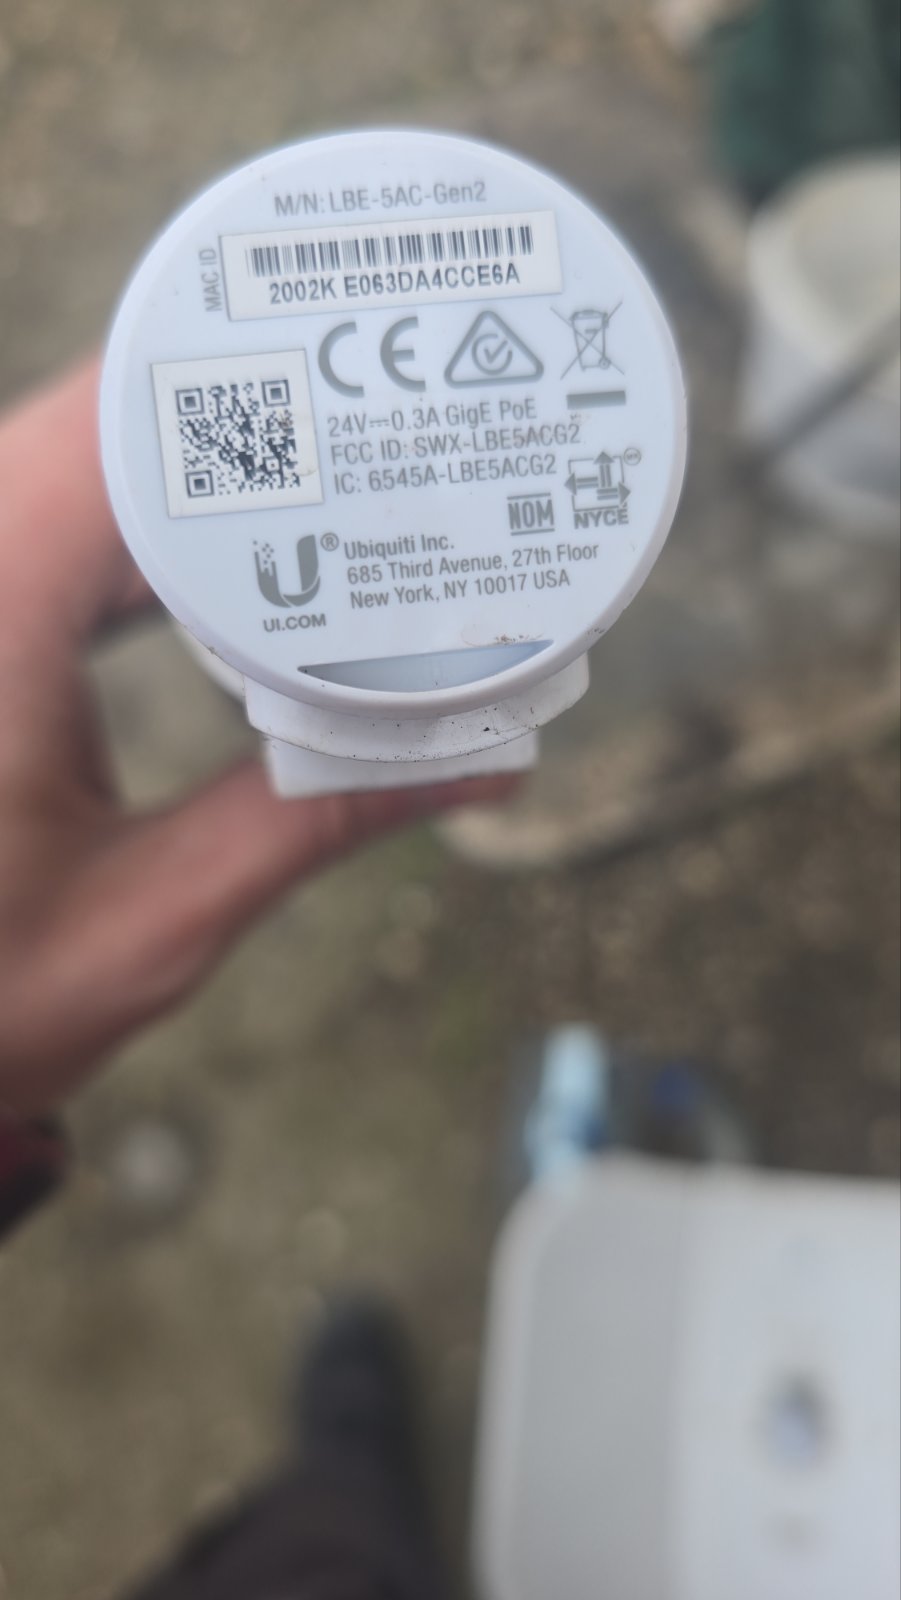 M/N: LBE-5AC-Gen2
MAC ID
2002K E063DA4CCE6A
CE
24V⎓0.3A GigE PoE
FCC ID: SWX-LBE5ACG2
IC: 6545A-LBE5ACG2
NOM
NYCE
U®
Ubiquiti Inc.
685 Third Avenue, 27th Floor
New York, NY 10017 USA
UI.COM